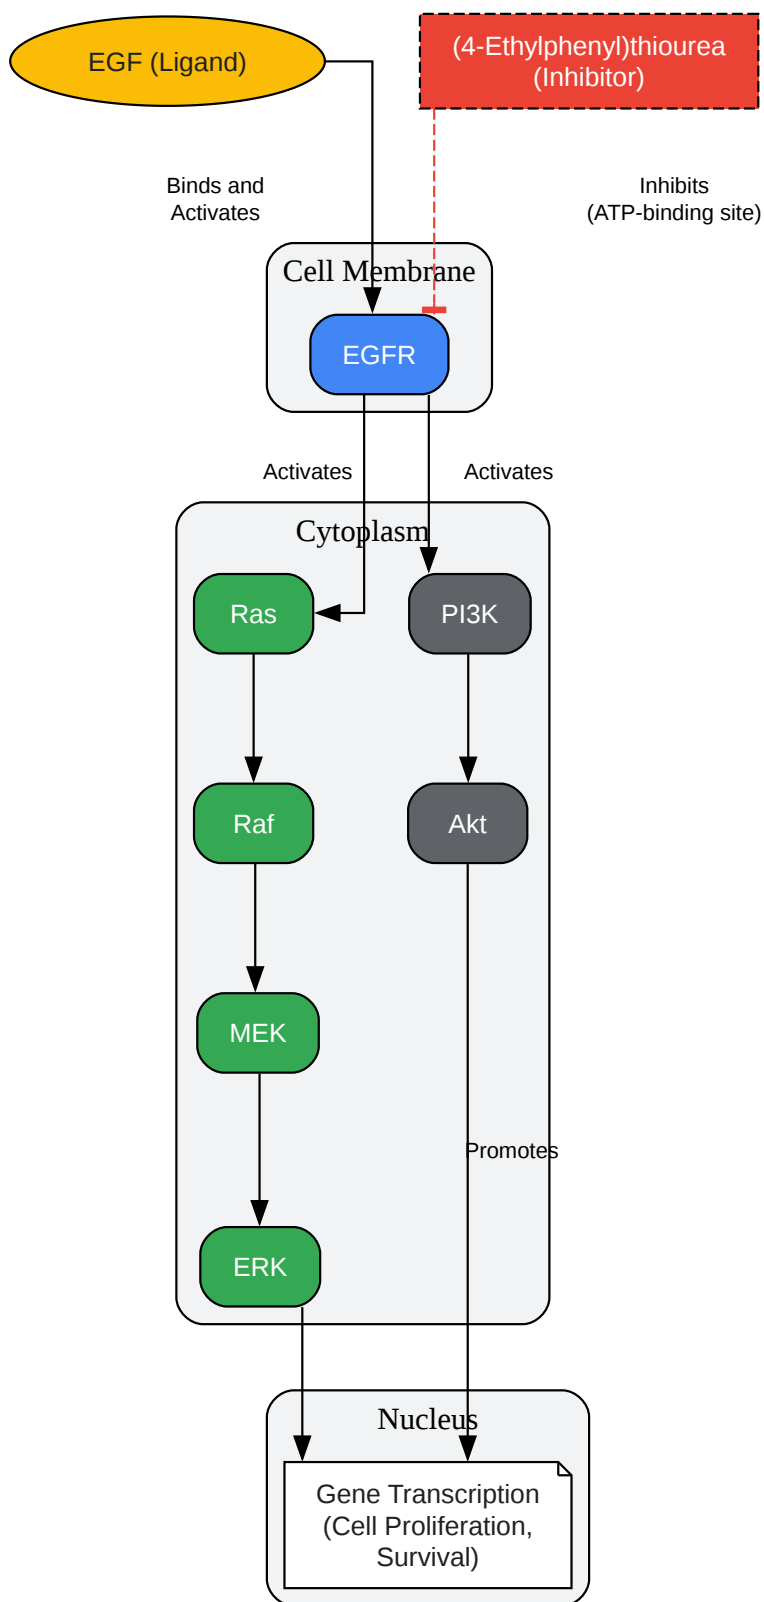 EGF (Ligand)
(4-Ethylphenyl)thiourea
(Inhibitor)
Binds and
Activates
Inhibits
(ATP-binding site)
Cell Membrane
EGFR
Activates
Activates
Cytoplasm
Ras
PI3K
Raf
Akt
MEK
Promotes
ERK
Nucleus
Gene Transcription
(Cell Proliferation,
Survival)